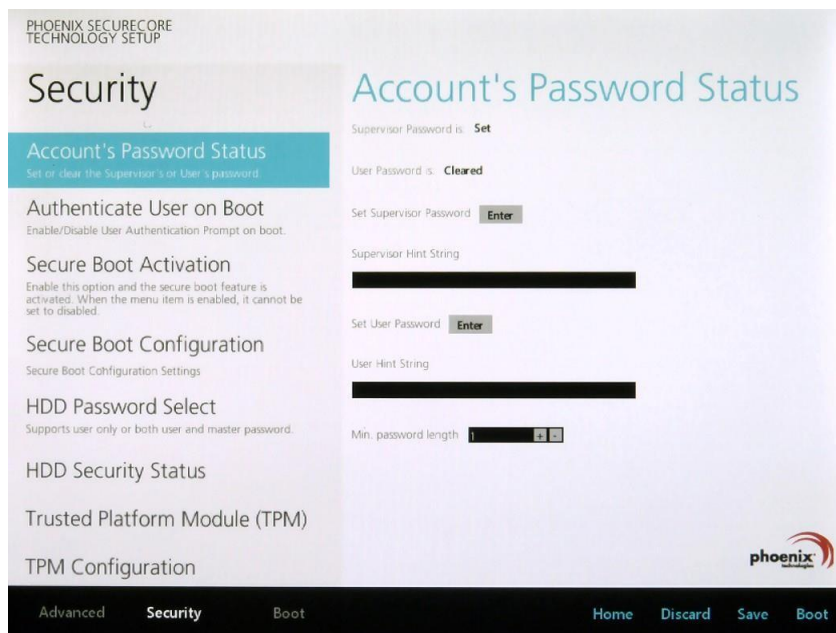 PHOENIX SECURECORE
TECHNOLOGY SETUP
Security
Account's Password Status
Set or clear the Supervisor's or User's password.
Authenticate User on Boot
Enable/Disable User Authentication Prompt on boot.
Secure Boot Activation
Enable this option and the secure boot feature is
activated. When the menu item is enabled, it cannot be
set to disabled.
Secure Boot Configuration
Secure Boot Configuration Settings
HDD Password Select
Supports user only or both user and master password.
HDD Security Status
Trusted Platform Module (TPM)
TPM Configuration
Account's Password Status
Supervisor Password is: Set
User Password is: Cleared
Set Supervisor Password Enter
Supervisor Hint String
Set User Password Enter
User Hint String
Min. password length 1 + -
phoenix
technologies
Advanced Security Boot Home Discard Save Boot